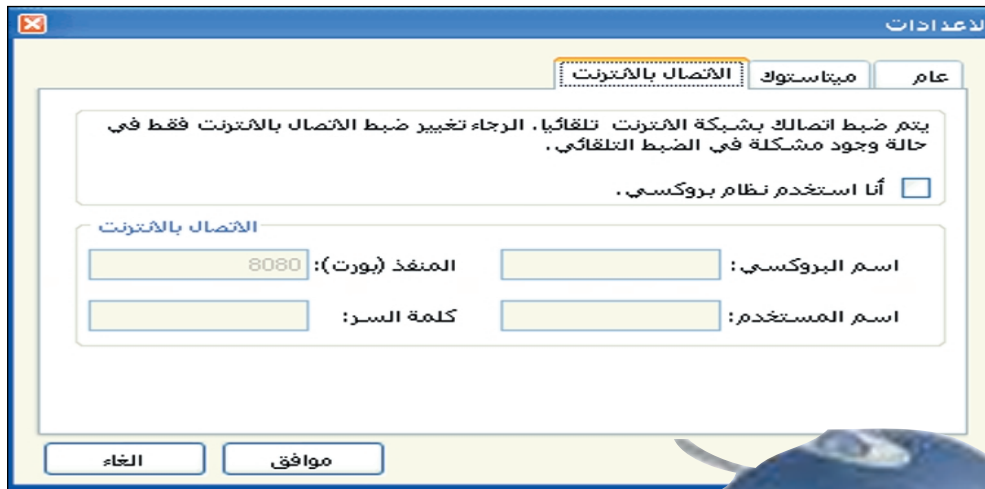 لاعدادات
عام
ميتاستوك
الاتصال بالانترنت
يتم ضبط اتصالك بشبكة الانترنت تلقائيا. الرجاء تغيير ضبط الاتصال بالانترنت فقط في
حالة وجود مشكلة في الضبط التلقائي.
أنا استخدم نظام بروكسي.
الاتصال بالانترنت
اسم البروكسي:
المنفذ (بورت): 8080
اسم المستخدم:
كلمة السر:
موافق
الغاء